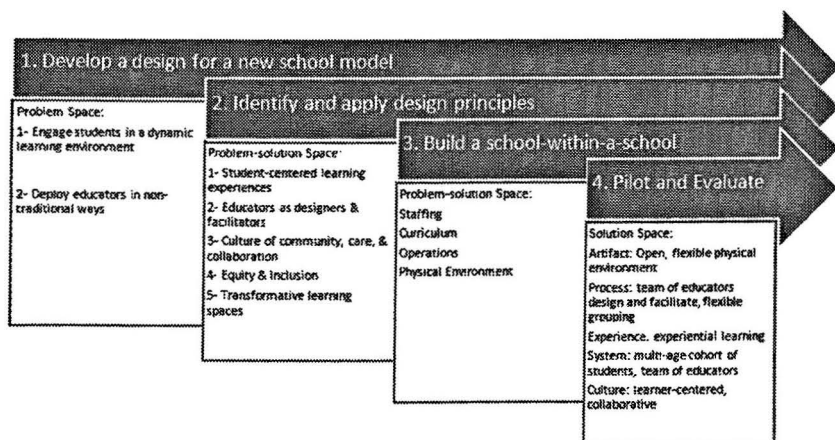 1. Develop a design for a new school model
Problem Space:
1- Engage students in a dynamic
learning environment
2- Deploy educators in non-
traditional ways
2. Identify and apply design principles
Problem-solution Space:
1- Student-centered learning
experiences
2- Educators as designers &
facilitators
3- Culture of community, care, &
collaboration
4- Equity & Inclusion
5- Transformative learning
spaces
3. Build a school-within-a-school
Problem-solution Space:
Staffing
Curriculum
Operations
Physical Environment
4. Pilot and Evaluate
Solution Space:
Artifact: Open, flexible physical
environment
Process: team of educators
design and facilitate, flexible
grouping
Experience. experiential learning
System: multi-age cohort of
students, team of educators
Culture: learner-centered,
collaborative